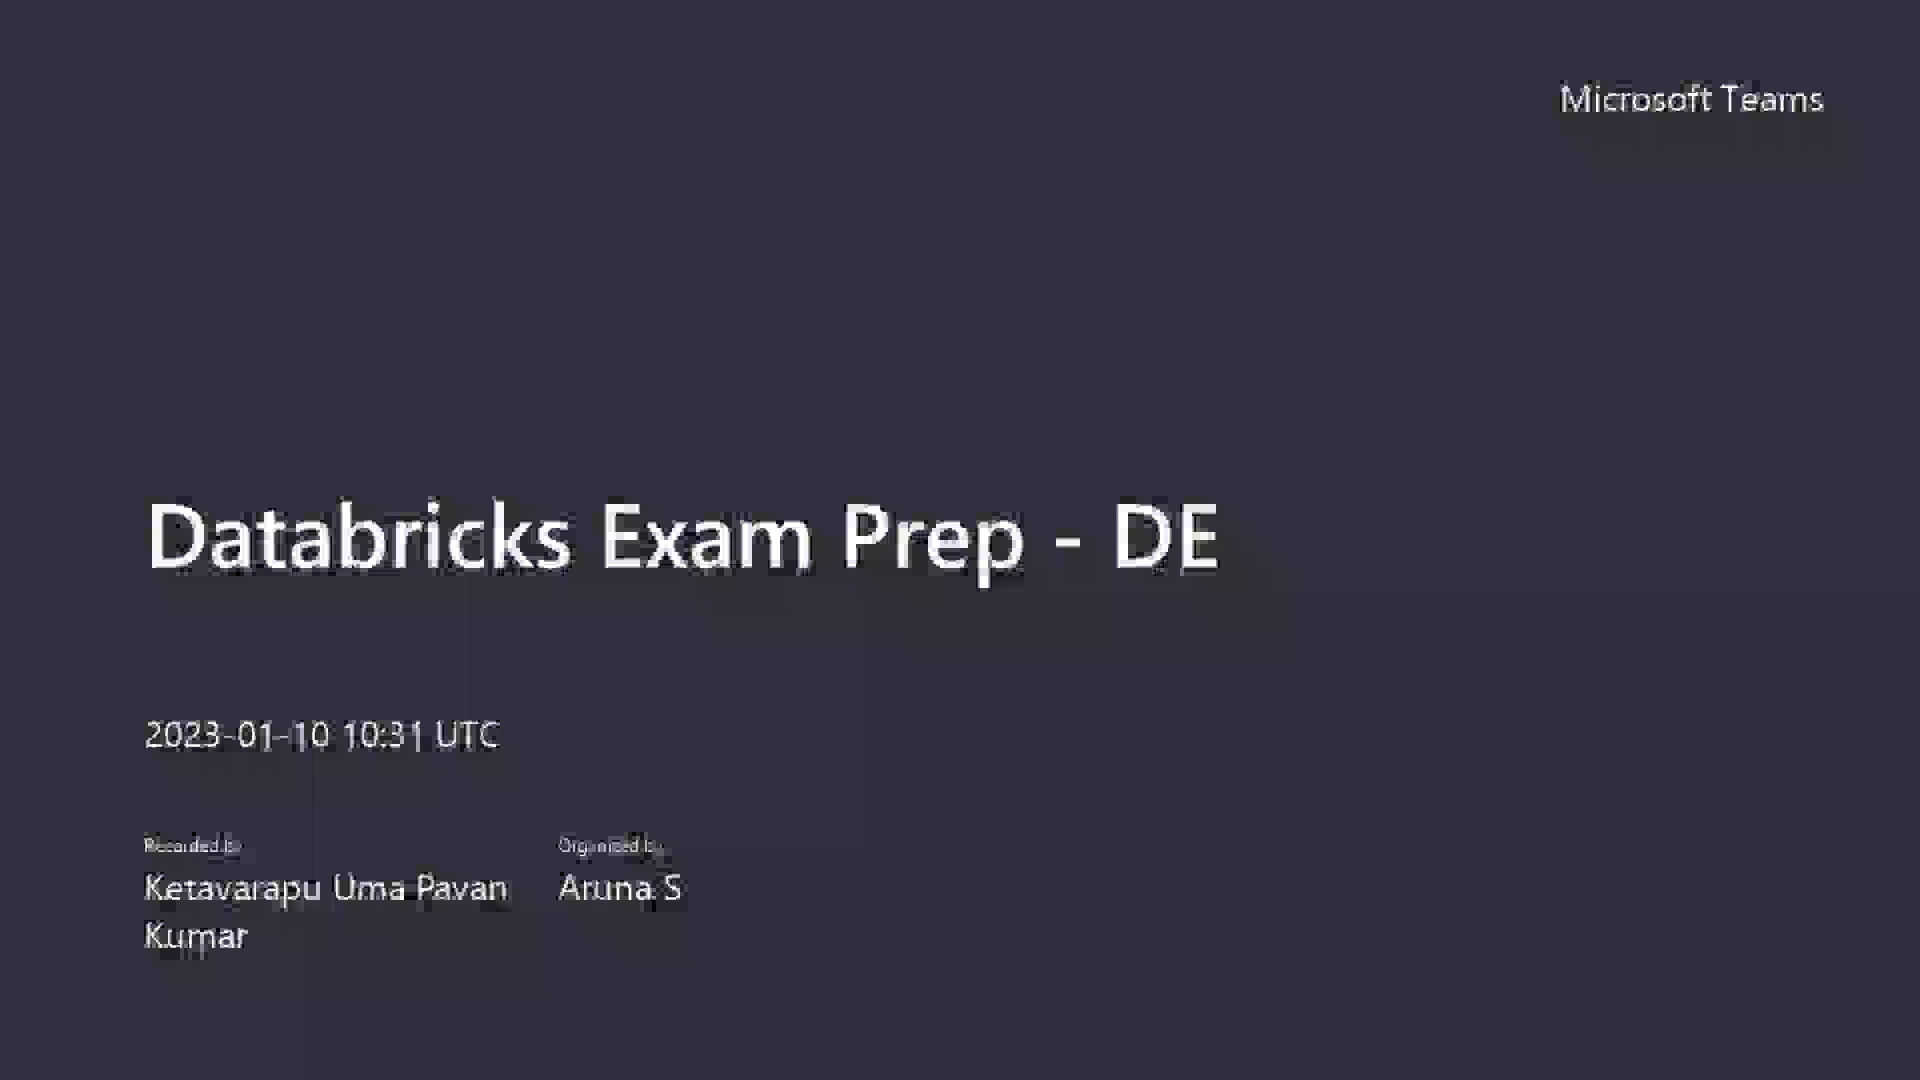 Microsoft Teams
Databricks Exam Prep - DE
2023-01-10 10:31 UTC
Recorded by
Organized by
Ketavarapu Uma Pavan
Aruna S
Kumar